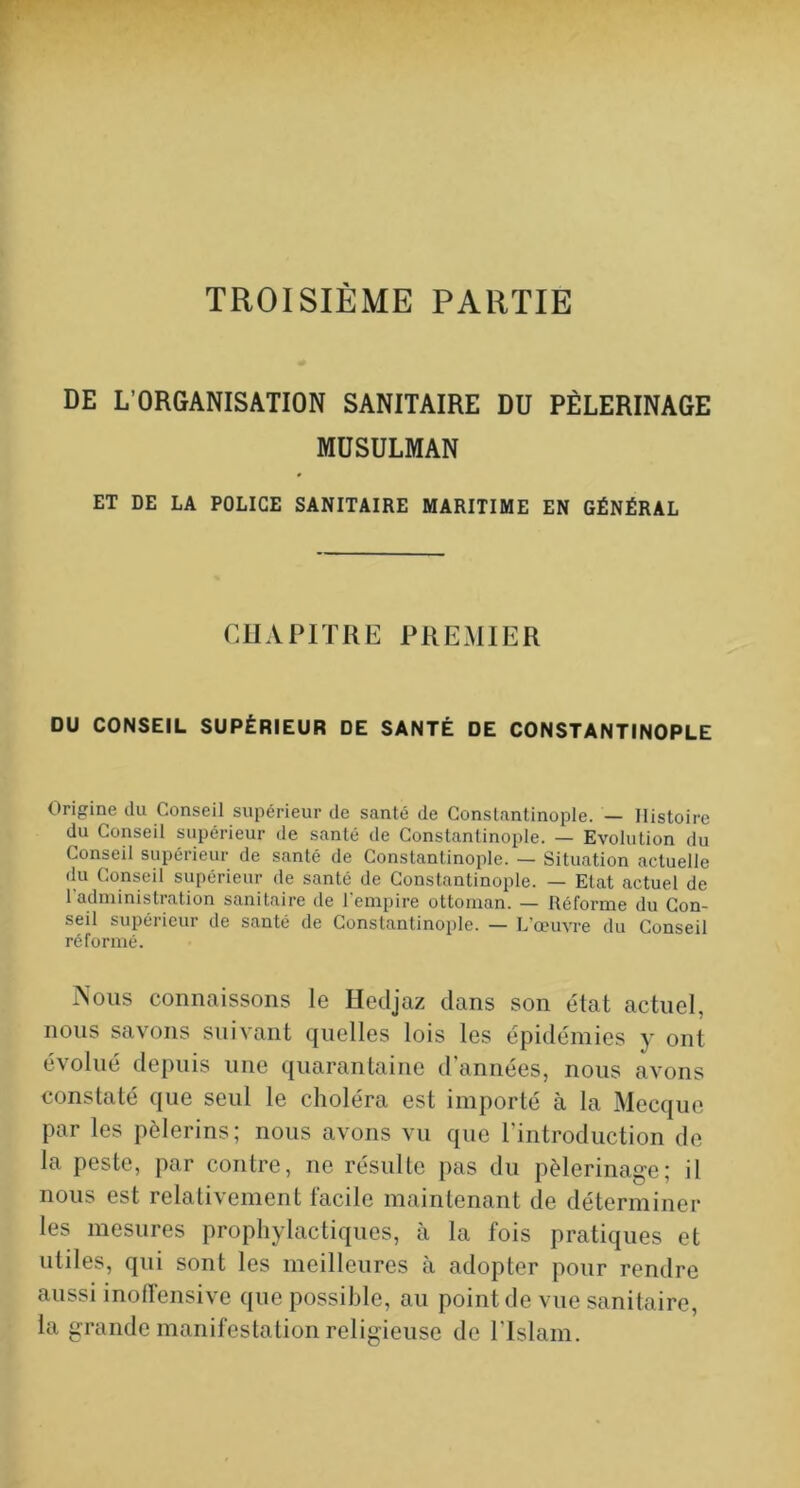 TROISIÈME PARTIE
DE L'ORGANISATION SANITAIRE DU PÈLERINAGE
MUSULMAN
ET DE LA POLICE SANITAIRE MARITIME EN GÉNÉRAL
CHAPITRE PREMIER
DU CONSEIL SUPÉRIEUR DE SANTÉ DE CONSTANTINOPLE
Origine du Conseil supérieur de santé de Constantinople. — Histoire
du Conseil supérieur de santé de Constantinople. — Evolution du
Conseil supérieur de santé de Constantinople. — Situation actuelle
du Conseil supérieur de santé de Constantinople. — Etat actuel de
l'administration sanitaire de l'empire ottoman. — Réforme du Con-
seil supérieur de santé de Constantinople. — L'œuvre du Conseil
réformé.
Nous connaissons le Hedjaz dans son état actuel,
nous savons suivant quelles lois les épidémies y ont
évolué depuis une quarantaine d'années, nous avons
constaté que seul le choléra est importé à la Mecque
par les pèlerins; nous avons vu que l'introduction de
la peste, par contre, ne résulte pas du pèlerinage; il
nous est relativement facile maintenant de déterminer
les mesures prophylactiques, à la fois pratiques et
utiles, qui sont les meilleures à adopter pour rendre
aussi inoffensive que possible, au point de vue sanitaire,
la grande manifestation religieuse de l'Islam.